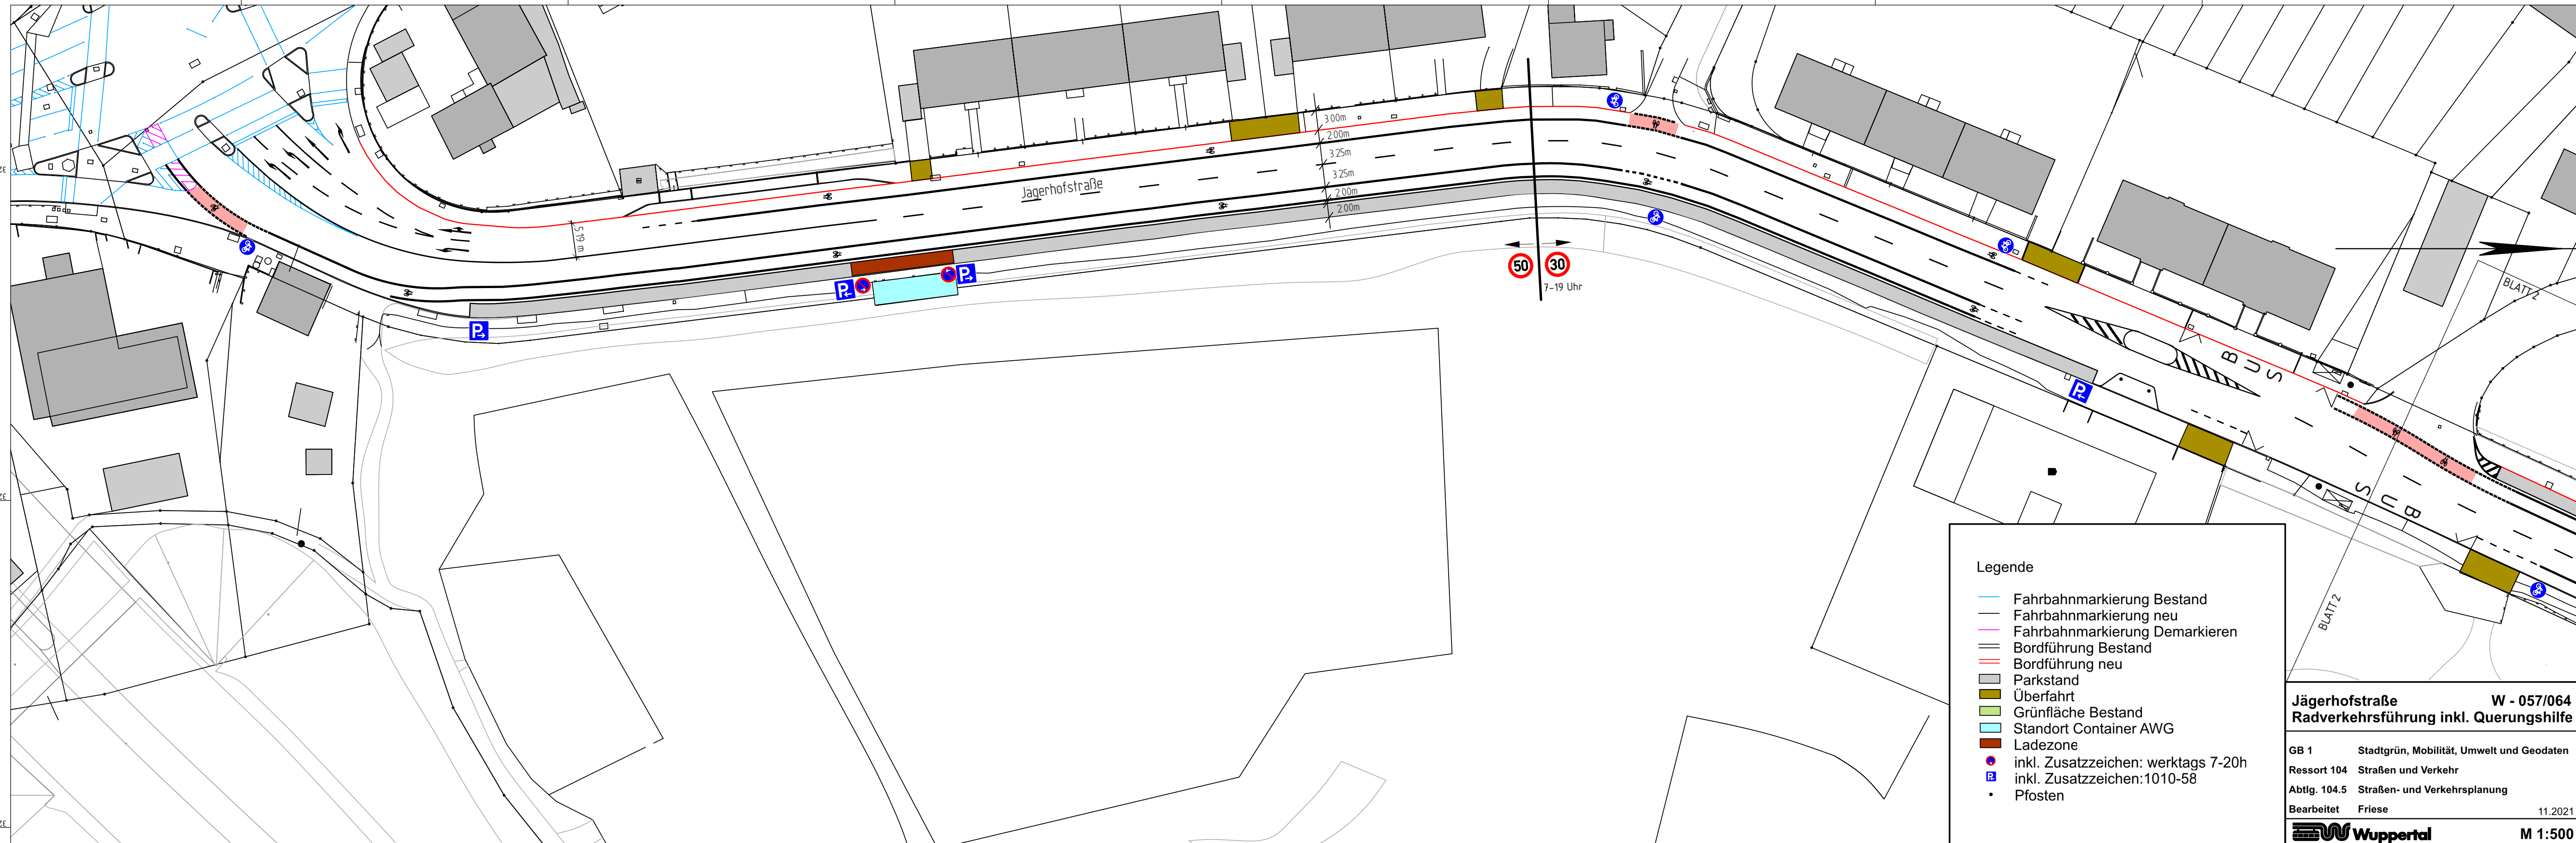 Jägerhofstraße
5.19 m
3.00m
2.00m
3.25m
3.25m
2.00m
2.00m
50
30
7-19 Uhr
P
P
P
P
BUS
BUS
BLATT 2
BLATT 2
Legende
Fahrbahnmarkierung Bestand
Fahrbahnmarkierung neu
Fahrbahnmarkierung Demarkieren
Bordführung Bestand
Bordführung neu
Parkstand
Überfahrt
Grünfläche Bestand
Standort Container AWG
Ladezone
inkl. Zusatzzeichen: werktags 7-20h
P inkl. Zusatzzeichen:1010-58
Pfosten
Jägerhofstraße W - 057/064
Radverkehrsführung inkl. Querungshilfe
GB 1 Stadtgrün, Mobilität, Umwelt und Geodaten
Ressort 104 Straßen und Verkehr
Abtlg. 104.5 Straßen- und Verkehrsplanung
Bearbeitet Friese 11.2021
Wuppertal M 1:500